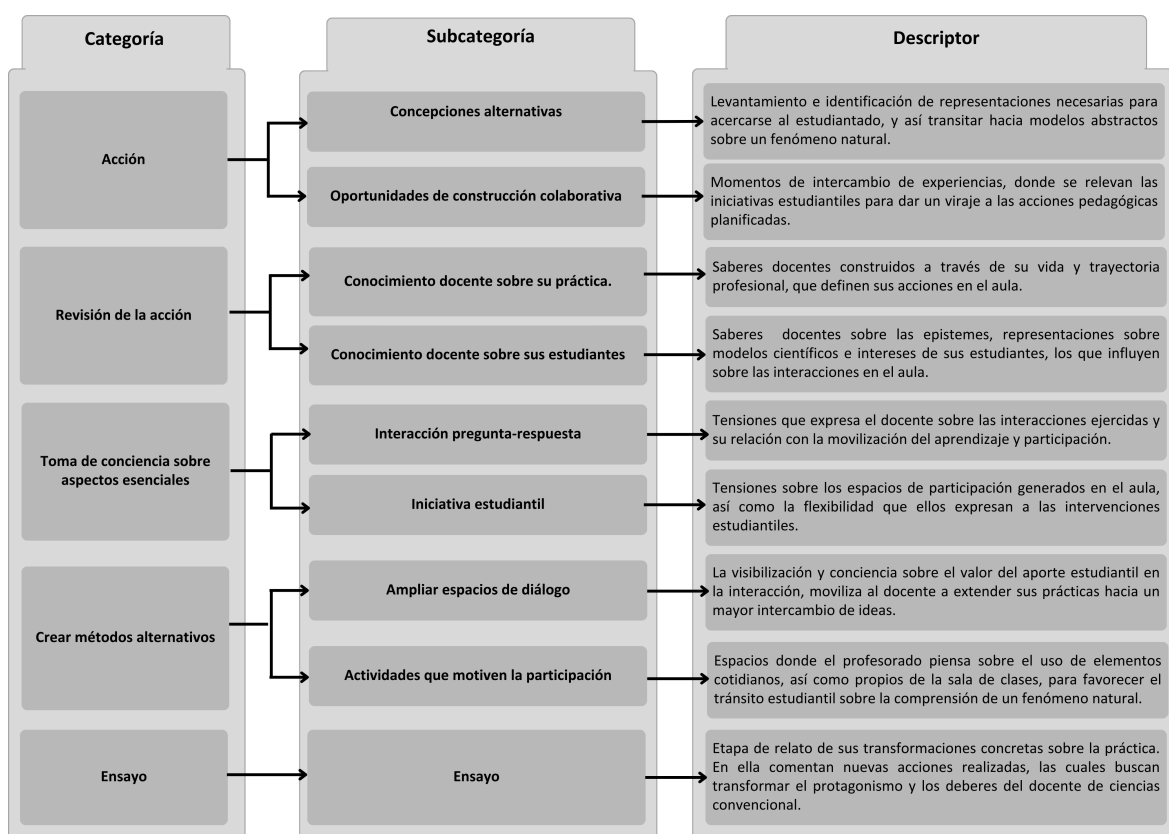 Categoría
Subcategoría
Descriptor
Acción
Concepciones alternativas
Levantamiento e identificación de representaciones necesarias para
acercarse al estudiantado, y así transitar hacia modelos abstractos
sobre un fenómeno natural.
Oportunidades de construcción colaborativa
Momentos de intercambio de experiencias, donde se relevan las
iniciativas estudiantiles para dar un viraje a las acciones pedagógicas
planificadas.
Revisión de la acción
Conocimiento docente sobre su práctica.
Saberes docentes construidos a través de su vida y trayectoria
profesional, que definen sus acciones en el aula.
Conocimiento docente sobre sus estudiantes
Saberes docentes sobre las epistemes, representaciones sobre
modelos científicos e intereses de sus estudiantes, los que influyen
sobre las interacciones en el aula.
Toma de conciencia sobre
aspectos esenciales
Interacción pregunta-respuesta
Tensiones que expresa el docente sobre las interacciones ejercidas y
su relación con la movilización del aprendizaje y participación.
Iniciativa estudiantil
Tensiones sobre los espacios de participación generados en el aula,
así como la flexibilidad que ellos expresan a las intervenciones
estudiantiles.
Crear métodos alternativos
Ampliar espacios de diálogo
La visibilización y conciencia sobre el valor del aporte estudiantil en
la interacción, moviliza al docente a extender sus prácticas hacia un
mayor intercambio de ideas.
Actividades que motiven la participación
Espacios donde el profesorado piensa sobre el uso de elementos
cotidianos, así como propios de la sala de clases, para favorecer el
tránsito estudiantil sobre la comprensión de un fenómeno natural.
Ensayo
Ensayo
Etapa de relato de sus transformaciones concretas sobre la práctica.
En ella comentan nuevas acciones realizadas, las cuales buscan
transformar el protagonismo y los deberes del docente de ciencias
convencional.